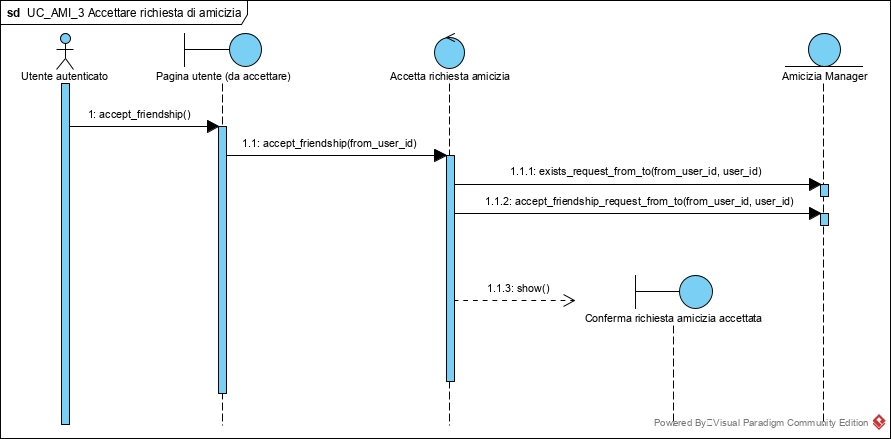 sd UC_AMI_3 Accettare richiesta di amicizia
Utente autenticato
Pagina utente (da accettare)
Accetta richiesta amicizia
Amicizia Manager
1: accept_friendship()
1.1: accept_friendship(from_user_id)
1.1.1: exists_request_from_to(from_user_id, user_id)
1.1.2: accept_friendship_request_from_to(from_user_id, user_id)
1.1.3: show()
Conferma richiesta amicizia accettata
Powered By Visual Paradigm Community Edition